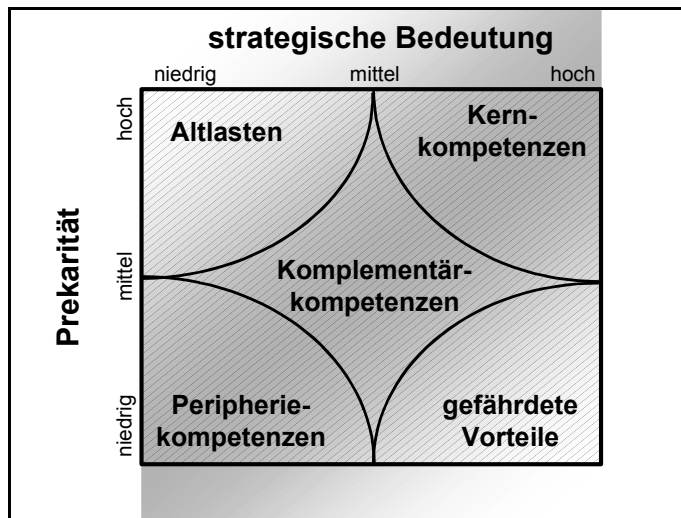 strategische Bedeutung
niedrig
mittel
hoch
Prekarität
hoch
mittel
niedrig
Altlasten
Kern-
kompetenzen
Komplementär-
kompetenzen
Peripherie-
kompetenzen
gefährdete
Vorteile